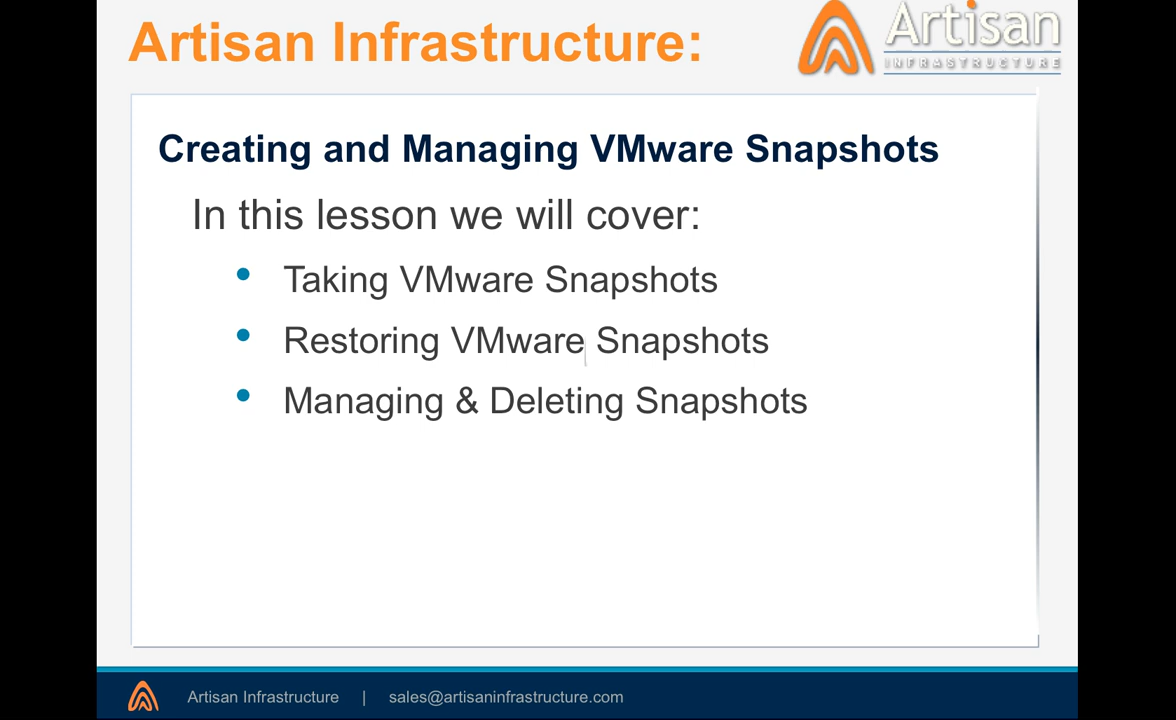 Artisan Infrastructure:
Artisan
INFRASTRUCTURE
Creating and Managing VMware Snapshots
In this lesson we will cover:
• Taking VMware Snapshots
• Restoring VMware Snapshots
• Managing & Deleting Snapshots
Artisan Infrastructure | sales@artisaninfrastructure.com